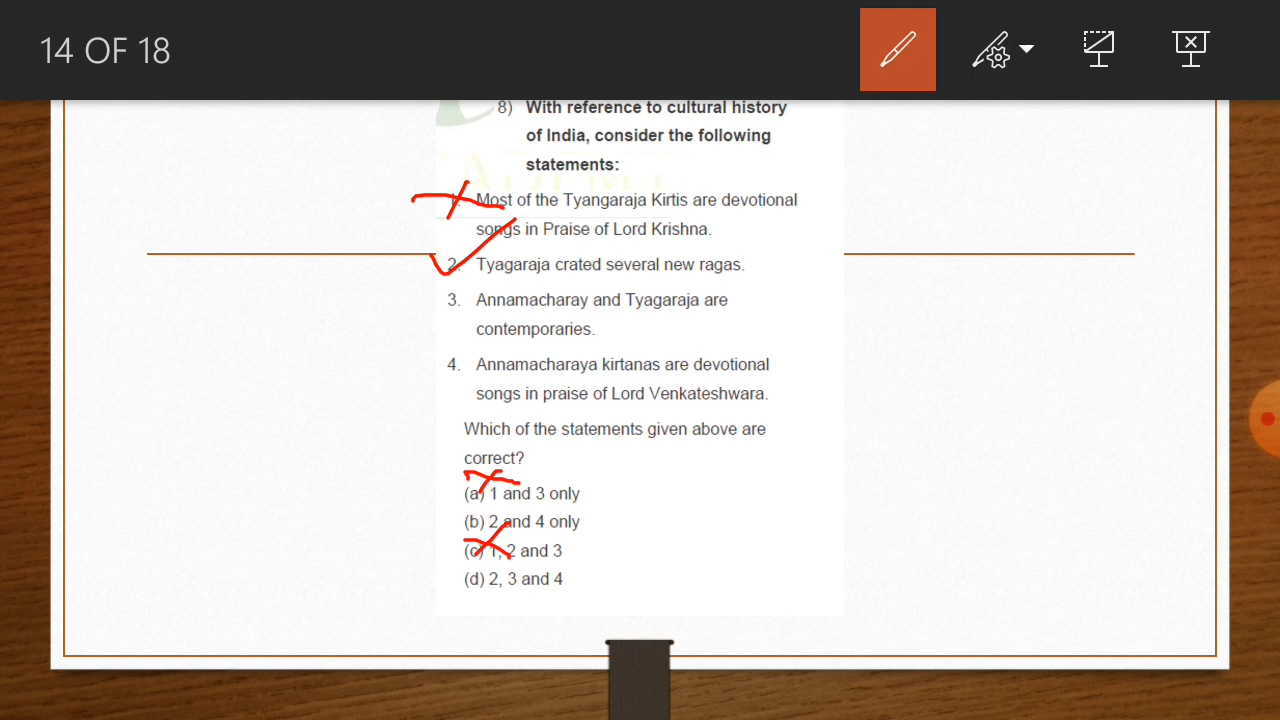 14 OF 18
8) With reference to cultural history
of India, consider the following
statements:
1. Most of the Tyangaraja Kirtis are devotional
songs in Praise of Lord Krishna.
2. Tyagaraja crated several new ragas.
3. Annamacharay and Tyagaraja are
contemporaries.
4. Annamacharaya kirtanas are devotional
songs in praise of Lord Venkateshwara.
Which of the statements given above are
correct?
(a) 1 and 3 only
(b) 2 and 4 only
(c) 1, 2 and 3
(d) 2, 3 and 4